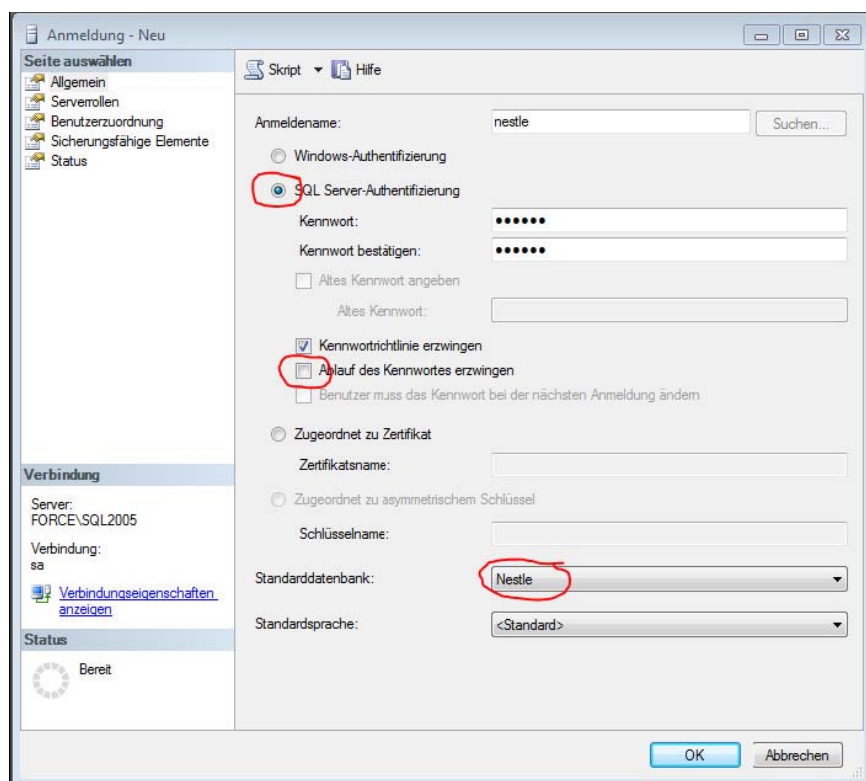 Anmeldung - Neu
Seite auswählen
Allgemein
Serverrollen
Benutzerzuordnung
Sicherungsfähige Elemente
Status
Skript
Hilfe
Anmeldename:
nestle
Suchen...
Windows-Authentifizierung
SQL Server-Authentifizierung
Kennwort:
••••••
Kennwort bestätigen:
••••••
Altes Kennwort angeben
Altes Kennwort:
Kennwortrichtlinie erzwingen
Ablauf des Kennwortes erzwingen
Benutzer muss das Kennwort bei der nächsten Anmeldung ändern
Zugeordnet zu Zertifikat
Zertifikatsname:
Zugeordnet zu asymmetrischem Schlüssel
Schlüsselname:
Standarddatenbank:
Nestle
Standardsprache:
<Standard>
Verbindung
Server:
FORCE\SQL2005
Verbindung:
sa
Verbindungseigenschaften
anzeigen
Status
Bereit
OK
Abbrechen